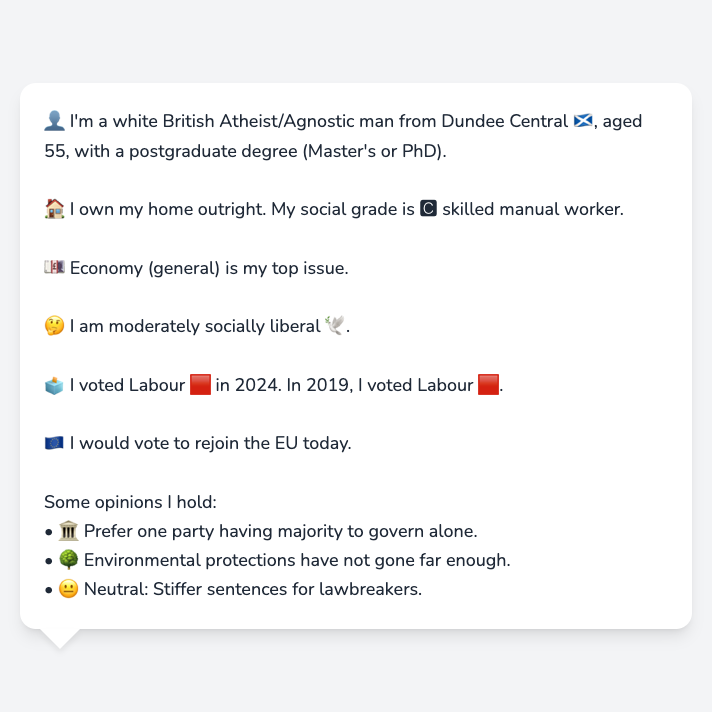 👤 I'm a white British Atheist/Agnostic man from Dundee Central 🏴󠁧󠁢󠁳󠁣󠁴󠁿, aged
55, with a postgraduate degree (Master's or PhD).
🏠 I own my home outright. My social grade is C skilled manual worker.
💷 Economy (general) is my top issue.
🤔 I am moderately socially liberal 🕊️.
🗳️ I voted Labour 🟥 in 2024. In 2019, I voted Labour 🟥.
🇪🇺 I would vote to rejoin the EU today.
Some opinions I hold:
• 🏛️ Prefer one party having majority to govern alone.
• 🌳 Environmental protections have not gone far enough.
• 😐 Neutral: Stiffer sentences for lawbreakers.